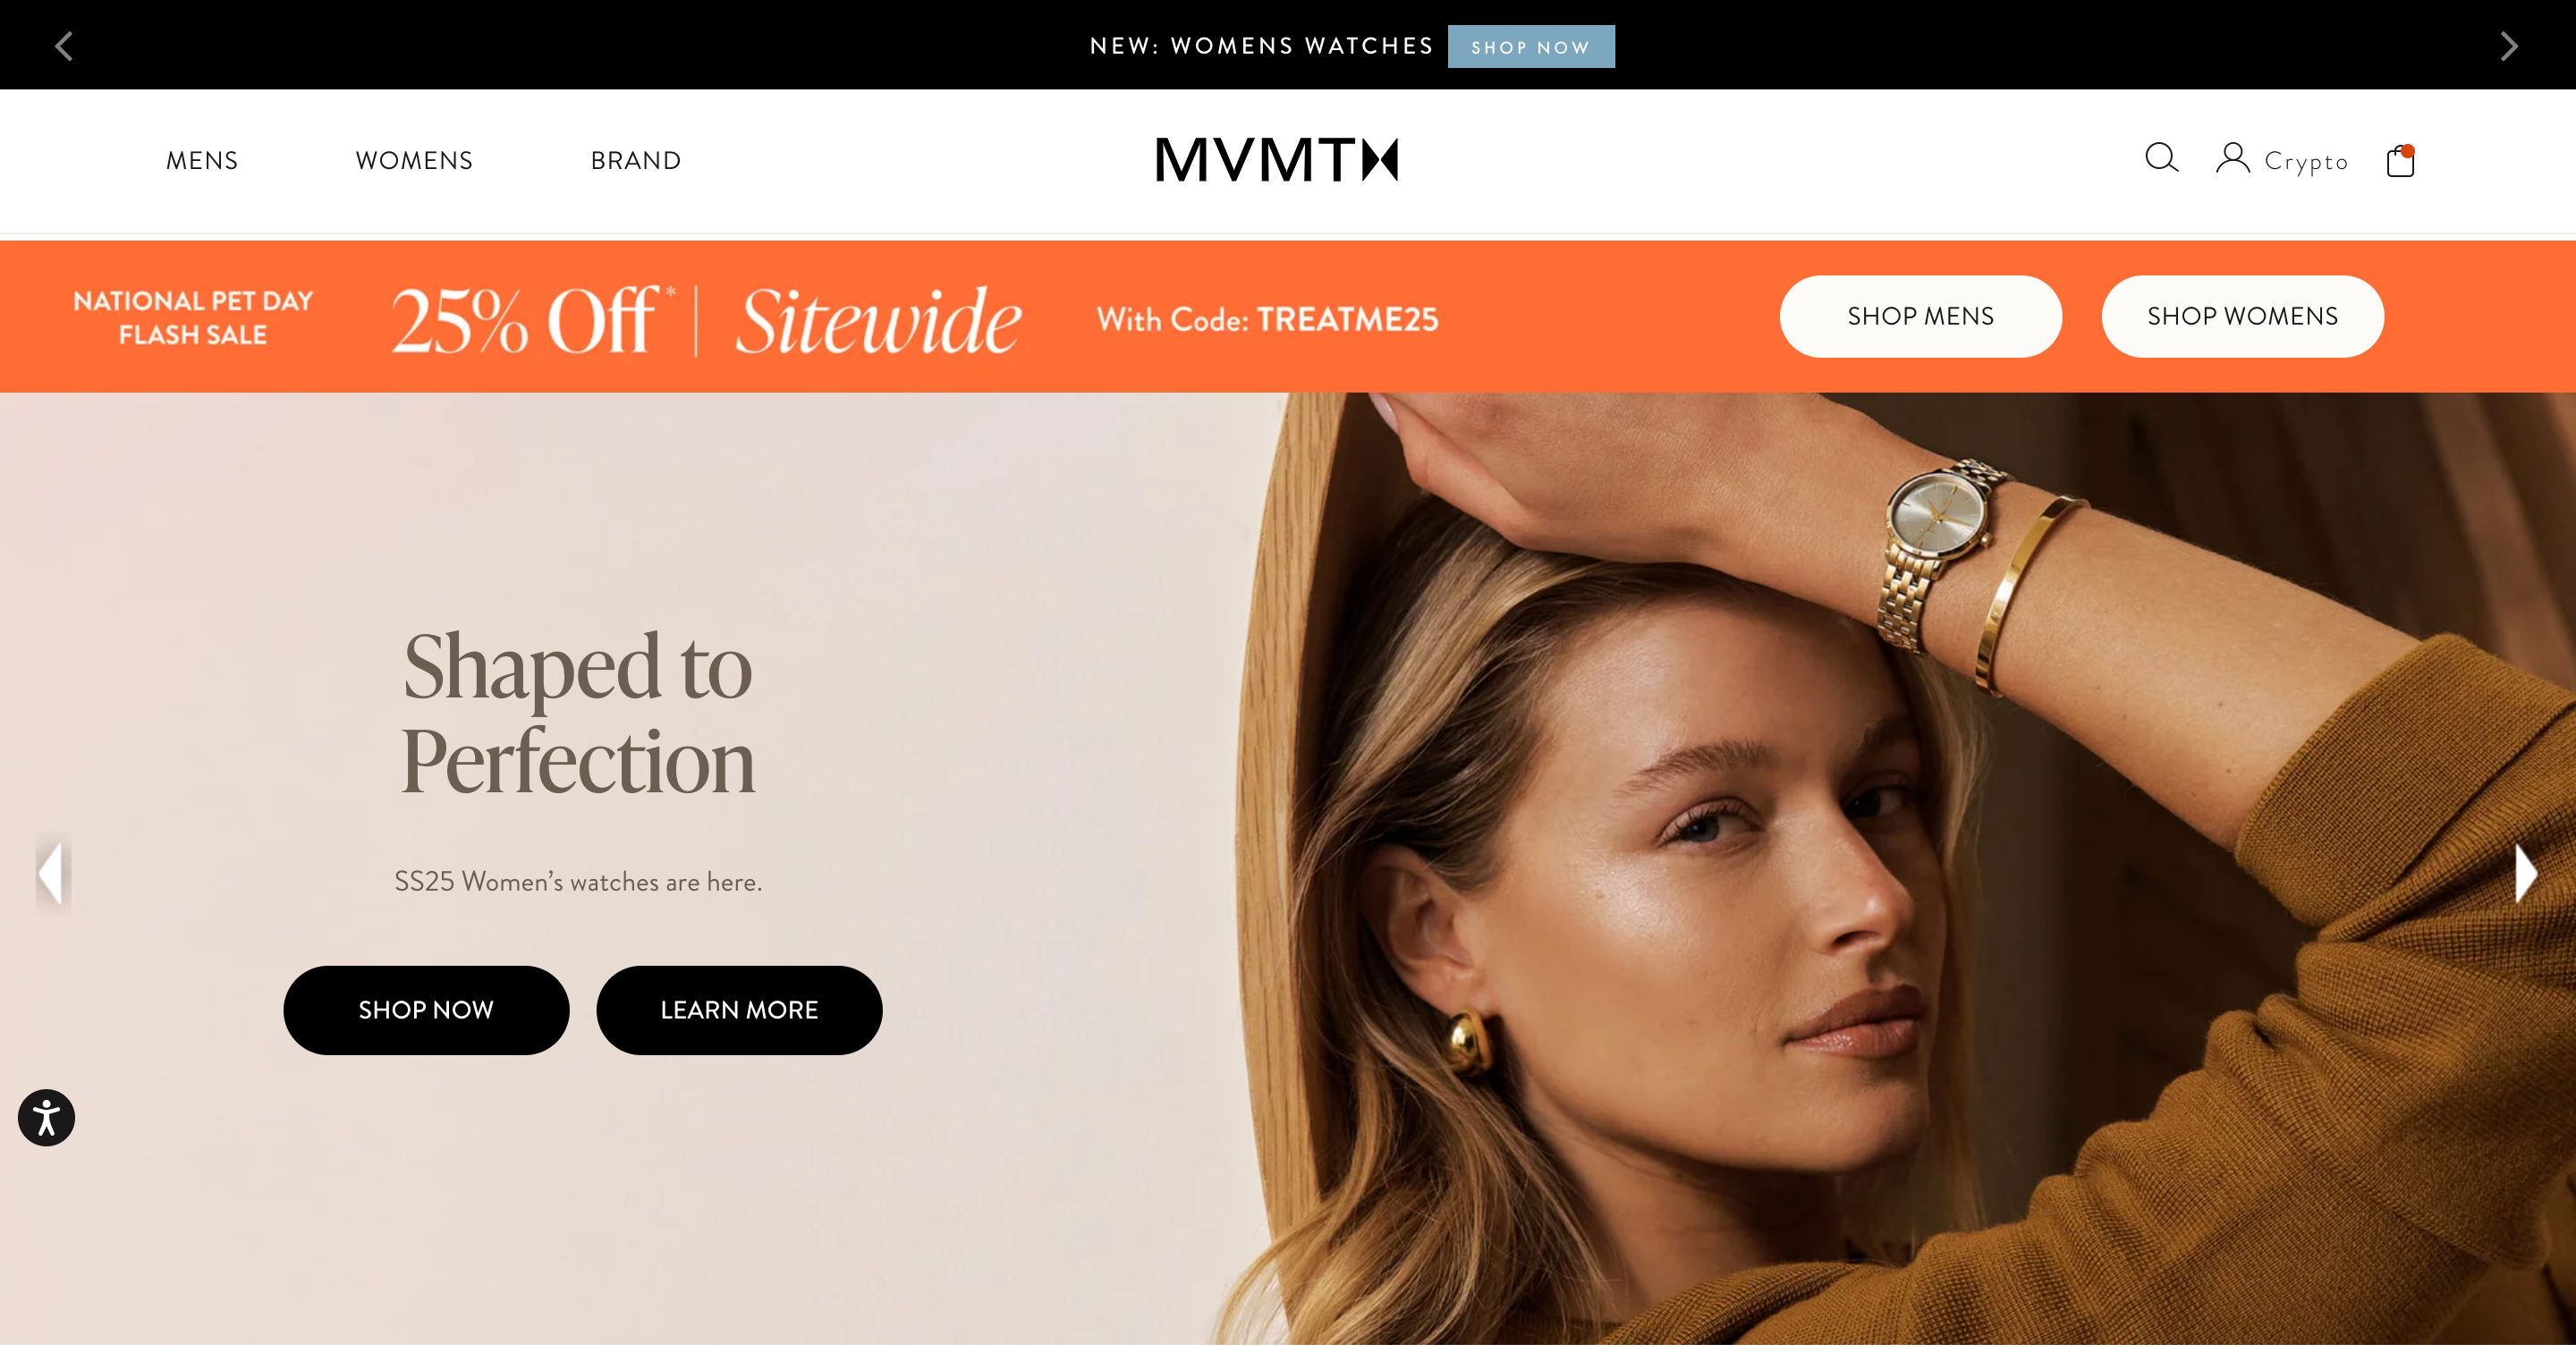 NEW: WOMENS WATCHES SHOP NOW
MENS WOMENS BRAND MVMT Crypto
NATIONAL PET DAY
FLASH SALE
25% Off* | Sitewide
With Code: TREATME25
SHOP MENS SHOP WOMENS
Shaped to
Perfection
SS25 Women’s watches are here.
SHOP NOW LEARN MORE